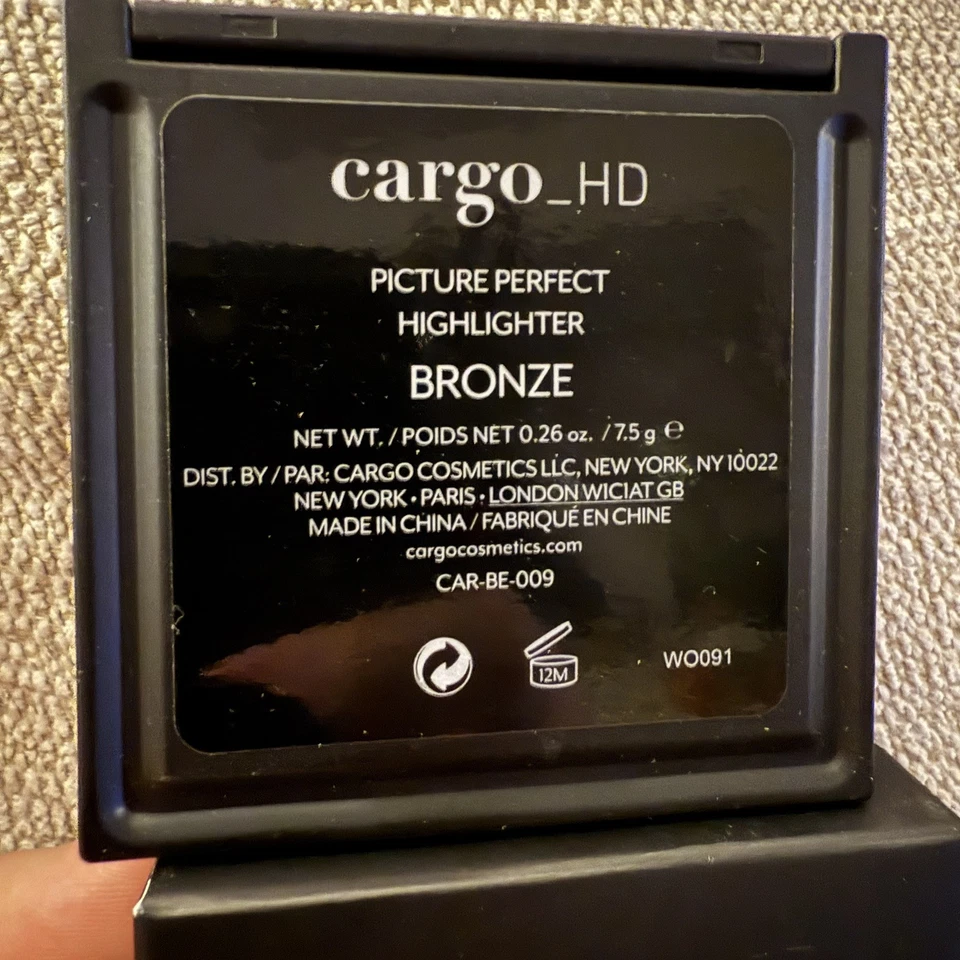 cargo_HD
PICTURE PERFECT
HIGHLIGHTER
BRONZE
NET WT. / POIDS NET 0.26 oz. / 7.5 g ℮
DIST. BY / PAR: CARGO COSMETICS LLC, NEW YORK, NY 10022
NEW YORK • PARIS • LONDON WICIAT GB
MADE IN CHINA / FABRIQUÉ EN CHINE
cargocosmetics.com
CAR-BE-009
12M
WO091